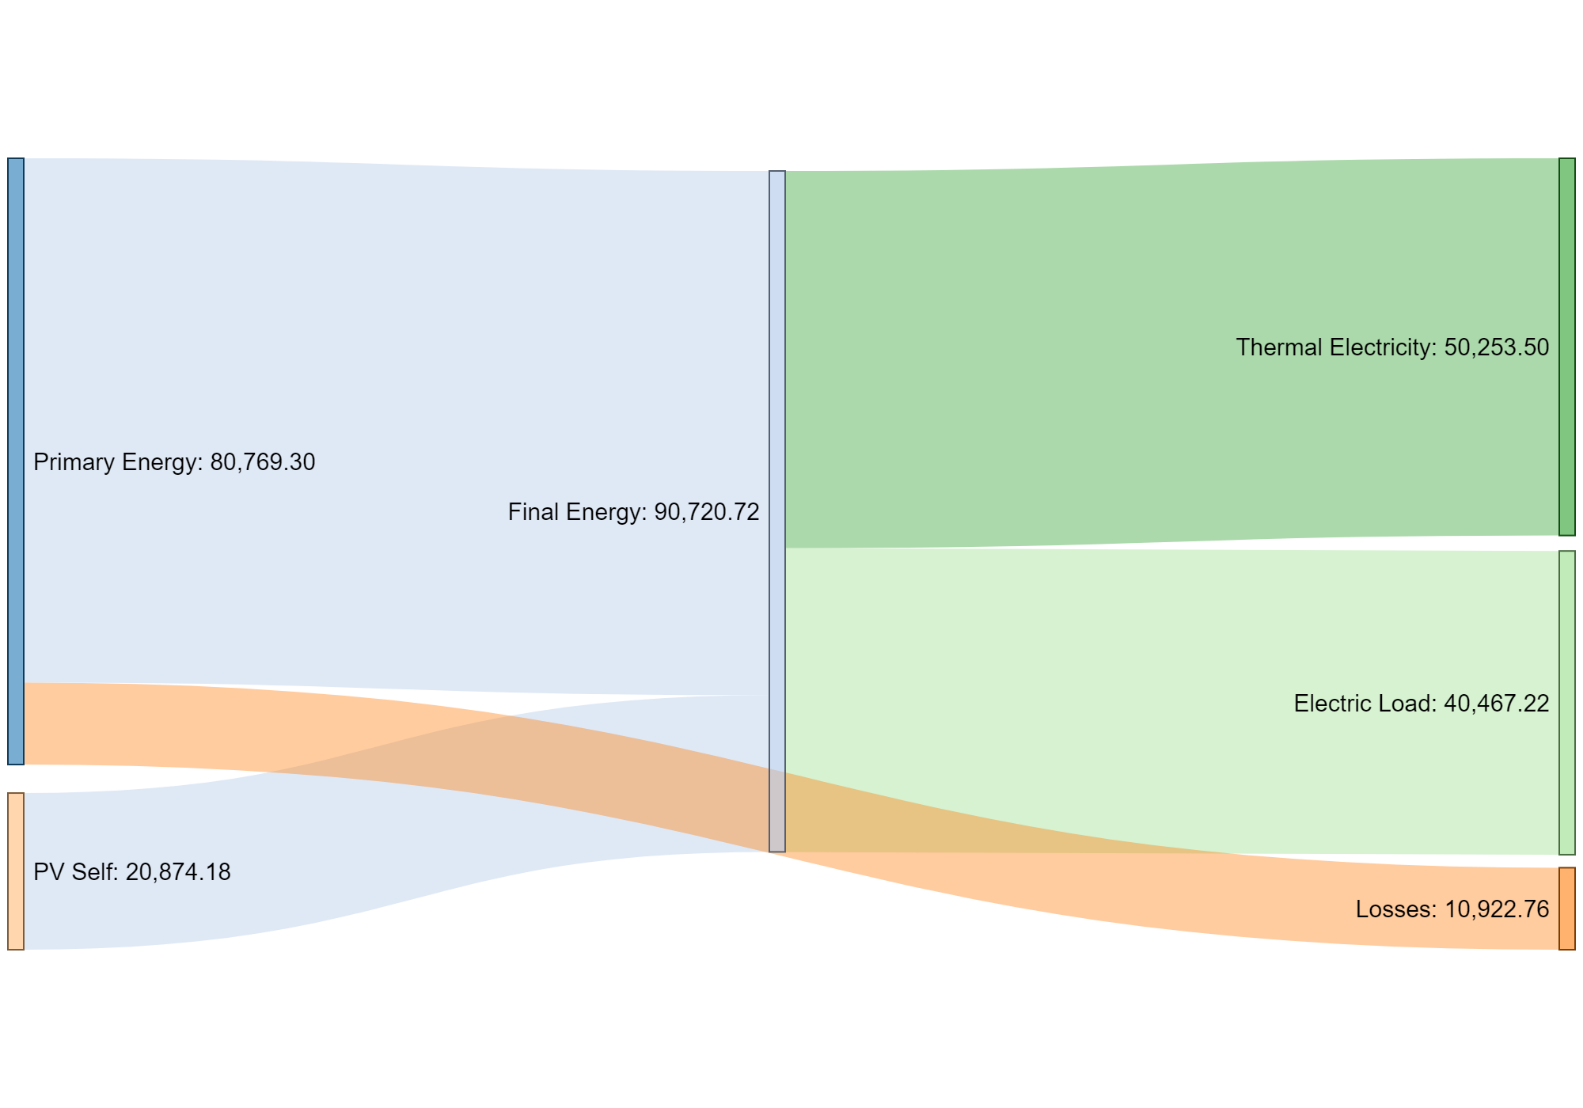 Thermal Electricity: 50,253.50
Primary Energy: 80,769.30
Final Energy: 90,720.72
Electric Load: 40,467.22
PV Self: 20,874.18
Losses: 10,922.76